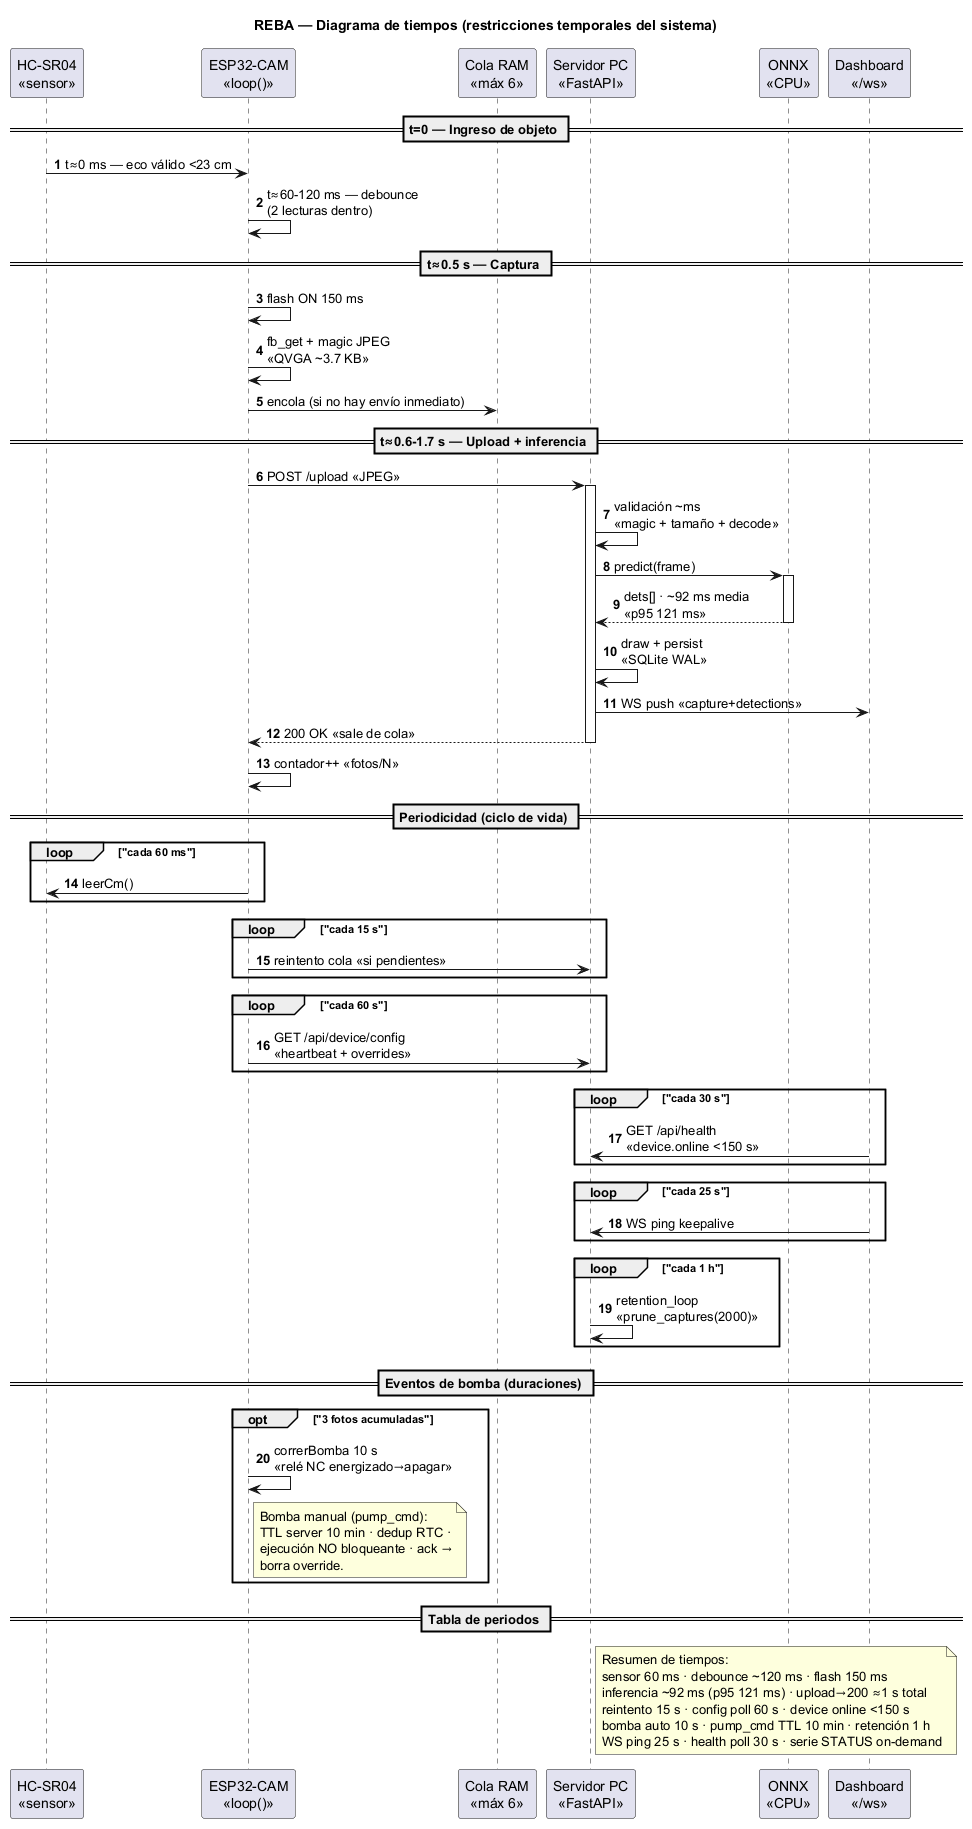 REBA — Diagrama de tiempos (restricciones temporales del sistema)
HC-SR04
«sensor»
ESP32-CAM
«loop()»
Cola RAM
«máx 6»
Servidor PC
«FastAPI»
ONNX
«CPU»
Dashboard
«/ws»
t=0 — Ingreso de objeto
1 t≈0 ms — eco válido <23 cm
2 t≈60-120 ms — debounce
(2 lecturas dentro)
t≈0.5 s — Captura
3 flash ON 150 ms
4 fb_get + magic JPEG
«QVGA ~3.7 KB»
5 encola (si no hay envío inmediato)
t≈0.6-1.7 s — Upload + inferencia
6 POST /upload «JPEG»
7 validación ~ms
«magic + tamaño + decode»
8 predict(frame)
9 dets[] · ~92 ms media
«p95 121 ms»
10 draw + persist
«SQLite WAL»
11 WS push «capture+detections»
12 200 OK «sale de cola»
13 contador++ «fotos/N»
Periodicidad (ciclo de vida)
loop ["cada 60 ms"]
14 leerCm()
loop ["cada 15 s"]
15 reintento cola «si pendientes»
loop ["cada 60 s"]
16 GET /api/device/config
«heartbeat + overrides»
loop ["cada 30 s"]
17 GET /api/health
«device.online <150 s»
loop ["cada 25 s"]
18 WS ping keepalive
loop ["cada 1 h"]
19 retention_loop
«prune_captures(2000)»
Eventos de bomba (duraciones)
opt ["3 fotos acumuladas"]
20 correrBomba 10 s
«relé NC energizado→apagar»
Bomba manual (pump_cmd):
TTL server 10 min · dedup RTC ·
ejecución NO bloqueante · ack →
borra override.
Tabla de periodos
Resumen de tiempos:
sensor 60 ms · debounce ~120 ms · flash 150 ms
inferencia ~92 ms (p95 121 ms) · upload→200 ≈1 s total
reintento 15 s · config poll 60 s · device online <150 s
bomba auto 10 s · pump_cmd TTL 10 min · retención 1 h
WS ping 25 s · health poll 30 s · serie STATUS on-demand
HC-SR04
«sensor»
ESP32-CAM
«loop()»
Cola RAM
«máx 6»
Servidor PC
«FastAPI»
ONNX
«CPU»
Dashboard
«/ws»